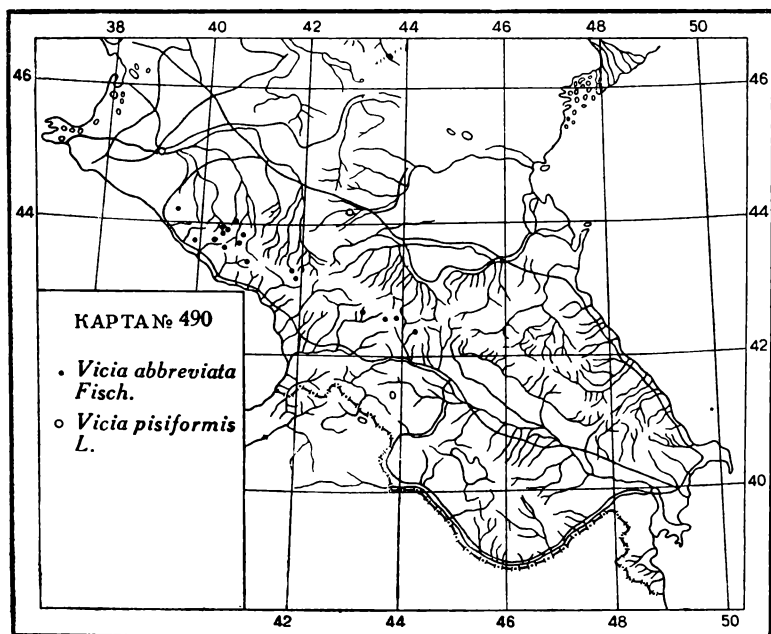 38 40 42 44 46 48 50
46 46
44 44
42
40
38 40
КАРТА № 490
• Vicia abbreviata
Fisch.
○ Vicia pisiformis
L.
42 44 46 48 50